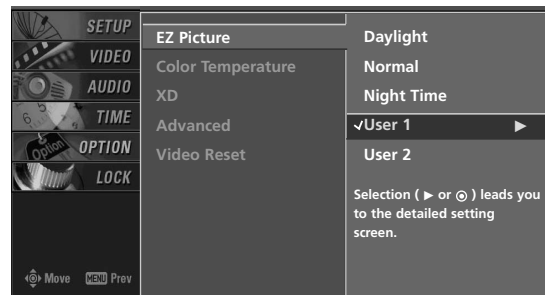 SETUP
VIDEO
AUDIO
TIME
OPTION
LOCK
Move MENU Prev
EZ Picture
Color Temperature
XD
Advanced
Video Reset
Daylight
Normal
Night Time
✓User 1 ►
User 2
Selection ( ► or ◉ ) leads you
to the detailed setting
screen.